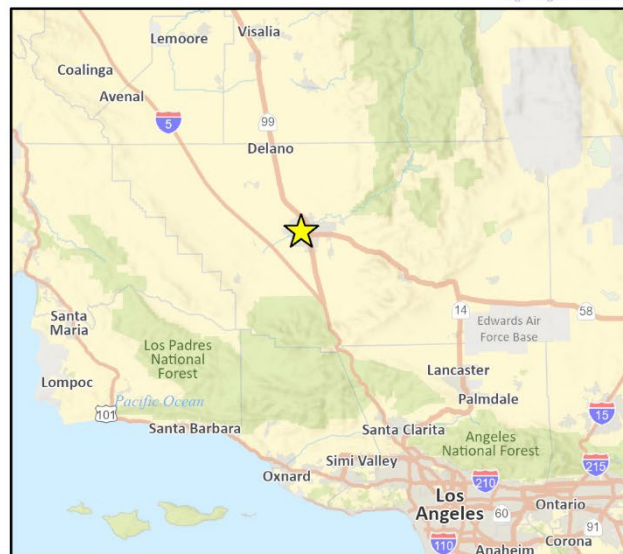 Visalia
Lemoore
Coalinga
Avenal
5
99
Delano
14
58
Edwards Air
Force Base
Santa
Maria
Los Padres
National
Forest
Lompoc
Lancaster
Palmdale
Pacific Ocean
101
15
Santa Barbara
Santa Clarita
Angeles
National Forest
Simi Valley
215
Oxnard
210
Los
Angeles
Ontario
60
91
110
Corona
Anaheim